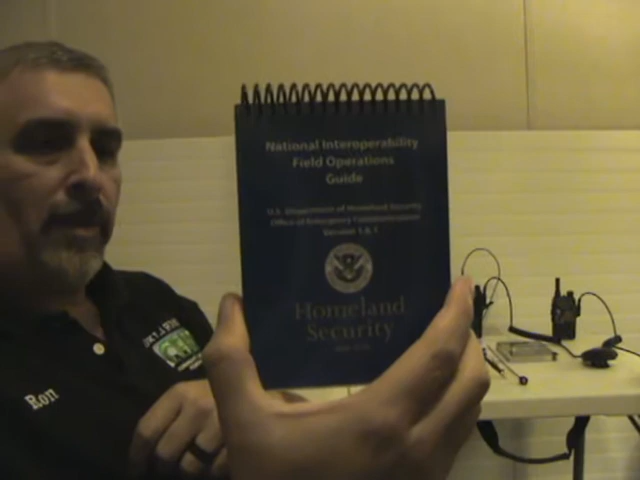 National Interoperability
Field Operations
Guide
U.S. Department of Homeland Security
Office of Emergency Communications
Homeland
Security
Ron